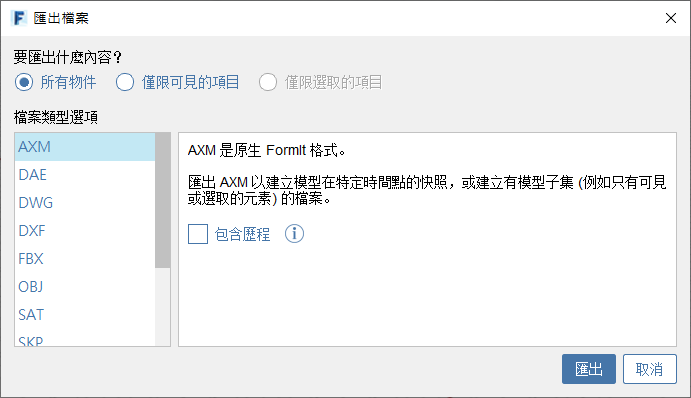 匯出檔案
要匯出什麼內容？
所有物件 僅限可見的項目 僅限選取的項目
檔案類型選項
AXM
DAE
DWG
DXF
FBX
OBJ
SAT
SKP
AXM 是原生 FormIt 格式。
匯出 AXM 以建立模型在特定時間點的快照，或建立有模型子集 (例如只有可見
或選取的元素) 的檔案。
包含歷程
匯出 取消